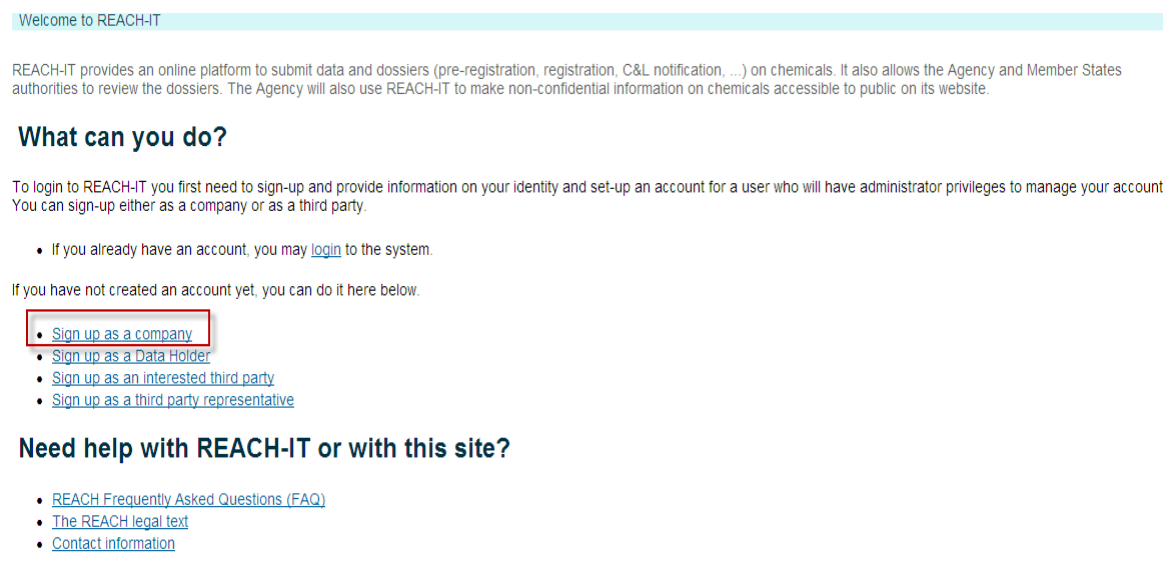 Welcome to REACH-IT
REACH-IT provides an online platform to submit data and dossiers (pre-registration, registration, C&L notification, ...) on chemicals. It also allows the Agency and Member States
authorities to review the dossiers. The Agency will also use REACH-IT to make non-confidential information on chemicals accessible to public on its website.
What can you do?
To login to REACH-IT you first need to sign-up and provide information on your identity and set-up an account for a user who will have administrator privileges to manage your account
You can sign-up either as a company or as a third party.
• If you already have an account, you may login to the system.
If you have not created an account yet, you can do it here below.
• Sign up as a company
• Sign up as a Data Holder
• Sign up as an interested third party
• Sign up as a third party representative
Need help with REACH-IT or with this site?
• REACH Frequently Asked Questions (FAQ)
• The REACH legal text
• Contact information